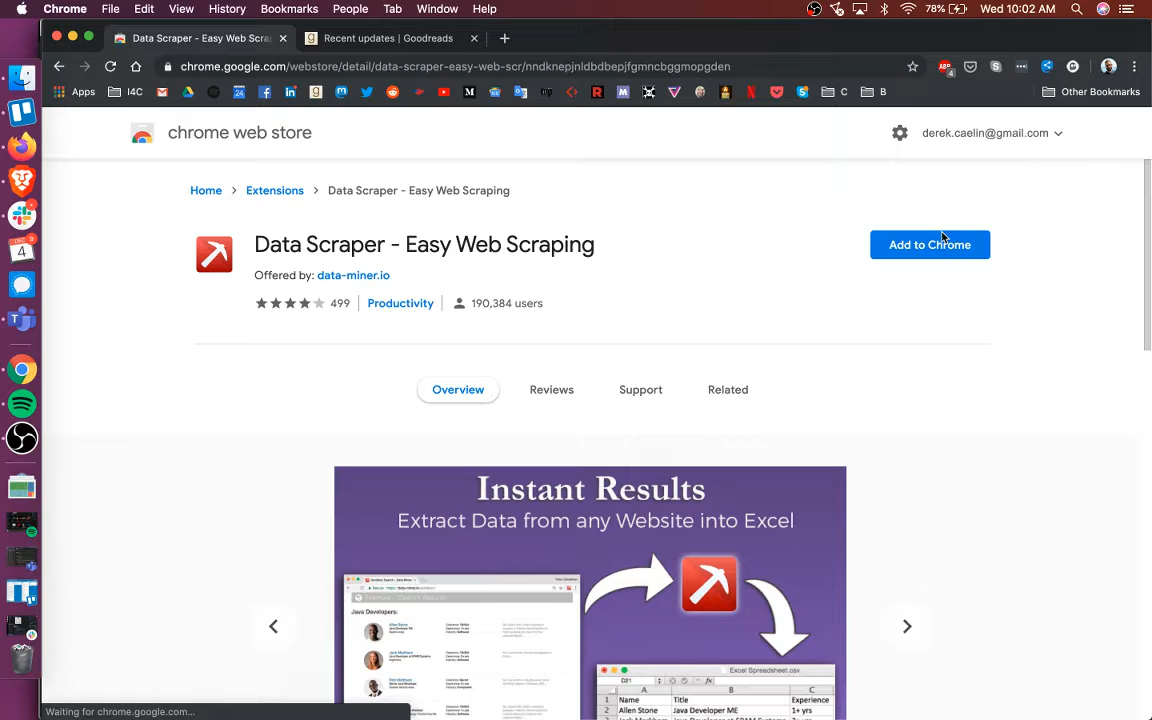 Chrome File Edit View History Bookmarks People Tab Window Help 78% Wed 10:02 AM
Data Scraper - Easy Web Scra
Recent updates | Goodreads
chrome.google.com/webstore/detail/data-scraper-easy-web-scr/nndknepjnldbdbepjfgmncbggmopgden
Apps I4C C B Other Bookmarks
chrome web store derek.caelin@gmail.com
Home > Extensions > Data Scraper - Easy Web Scraping
Data Scraper - Easy Web Scraping
Add to Chrome
Offered by: data-miner.io
499 Productivity 190,384 users
Overview Reviews Support Related
Instant Results
Extract Data from any Website into Excel
Java Developers:
Excel Spreadsheet.csv
D21 fx
A B C
1 Name Title Experience
2 Allen Stone Java Developer ME 1+ yrs
Waiting for chrome.google.com...